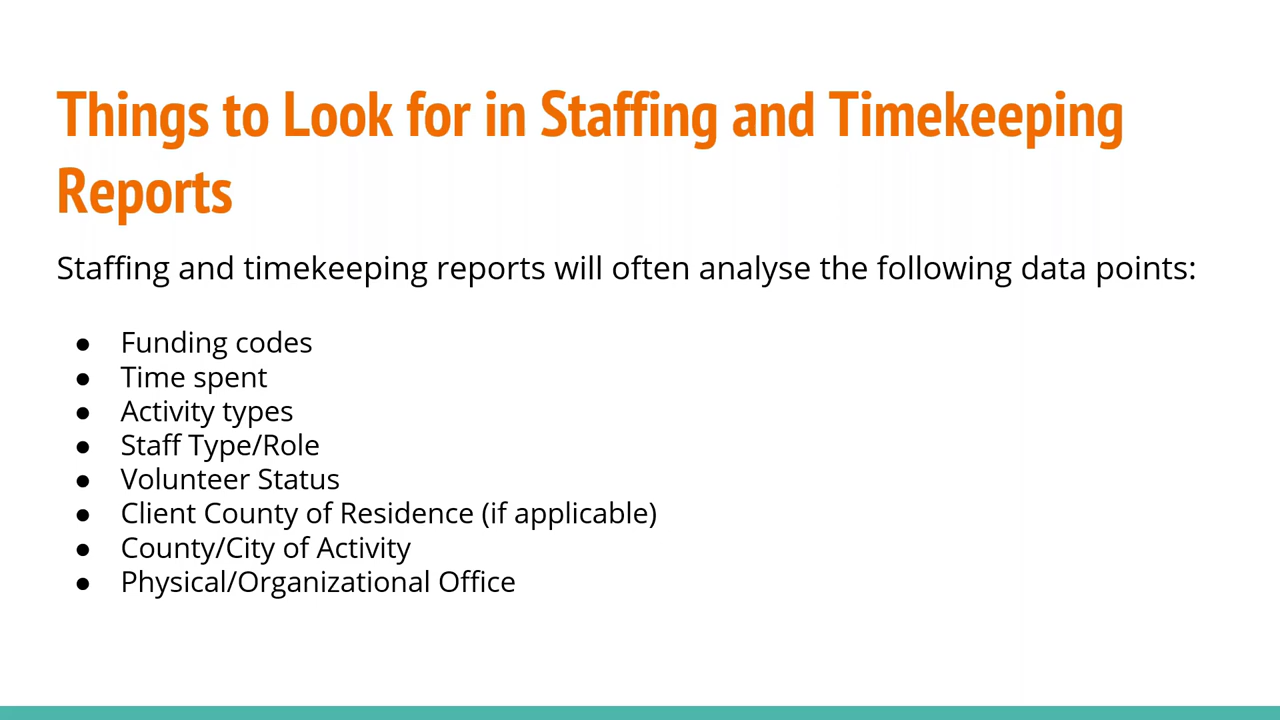 Things to Look for in Staffing and Timekeeping
Reports
Staffing and timekeeping reports will often analyse the following data points:
● Funding codes
● Time spent
● Activity types
● Staff Type/Role
● Volunteer Status
● Client County of Residence (if applicable)
● County/City of Activity
● Physical/Organizational Office